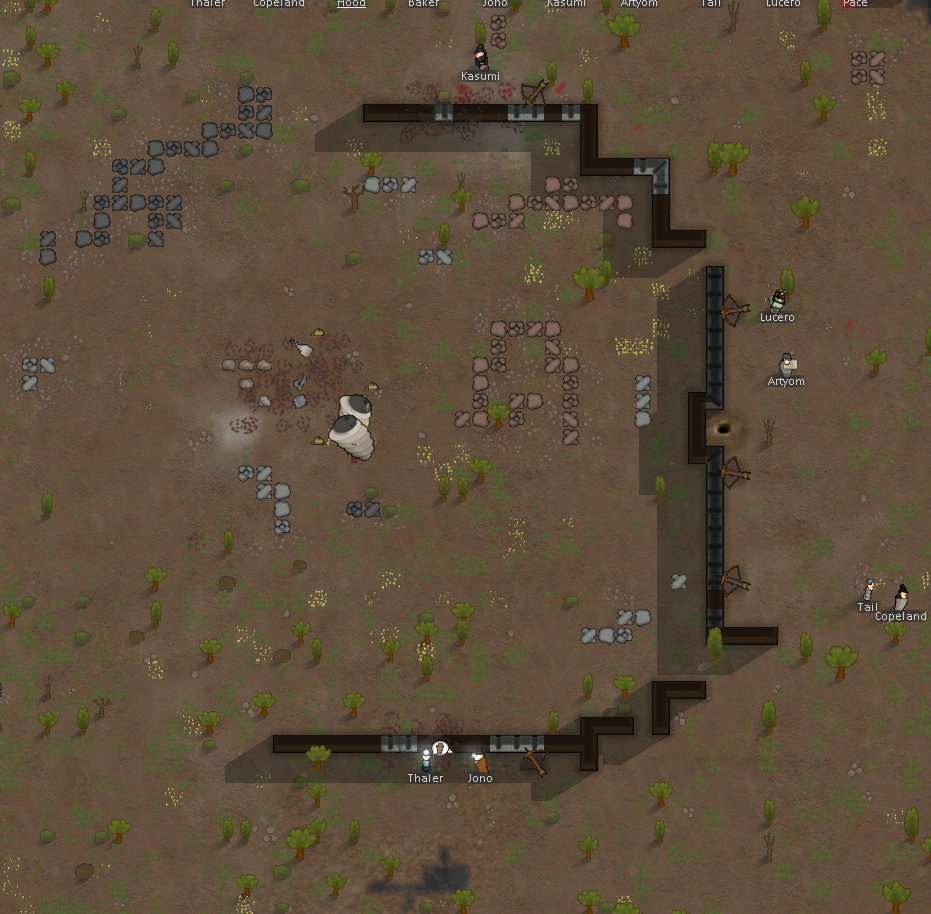 Thaler Copeland Hood Baker Jono Kasumi Artyom Tail Lucero Pace
Kasumi
Lucero
Artyom
Tail
Copeland
Thaler Jono